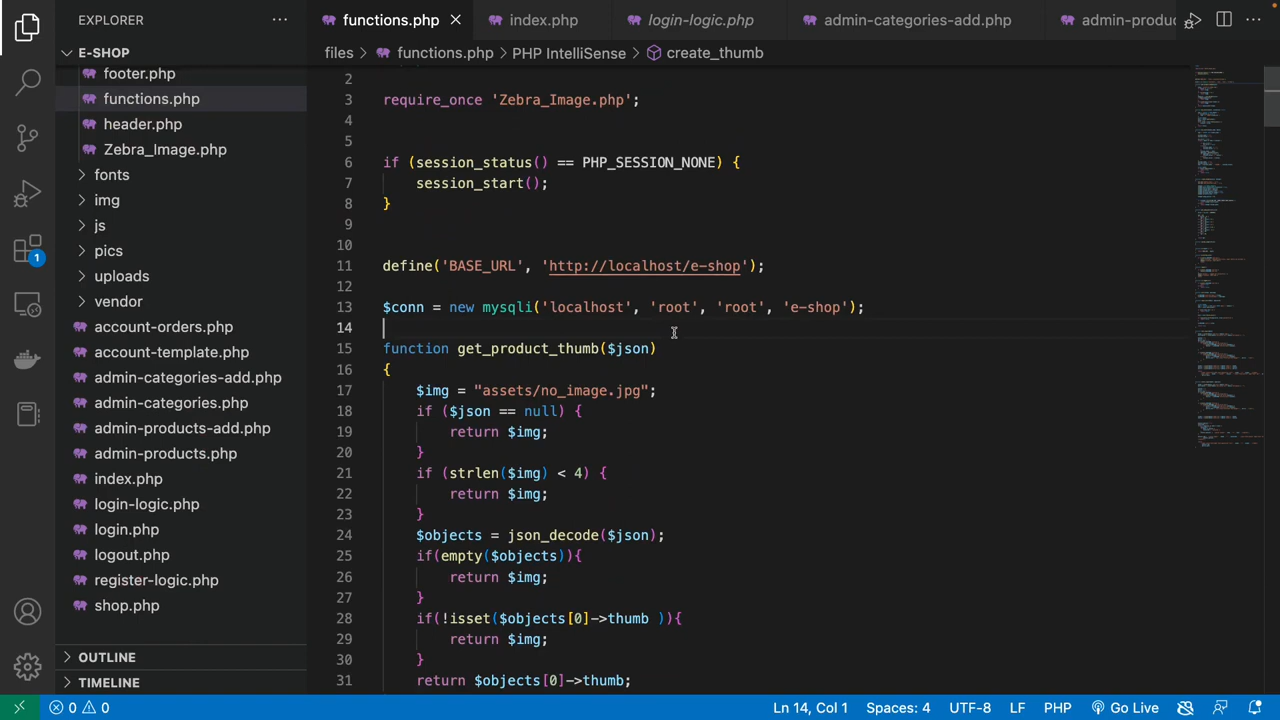 EXPLORER
functions.php
index.php
login-logic.php
admin-categories-add.php
admin-produc
E-SHOP
files
functions.php
PHP IntelliSense
create_thumb
footer.php
functions.php
header.php
Zebra_Image.php
fonts
img
js
pics
uploads
vendor
account-orders.php
account-template.php
admin-categories-add.php
admin-categories.php
admin-products-add.php
admin-products.php
index.php
login-logic.php
login.php
logout.php
register-logic.php
shop.php
OUTLINE
TIMELINE
1
2
3 require_once 'Zebra_Image.php';
4
5
6 if (session_status() == PHP_SESSION_NONE) {
7 session_start();
8 }
9
10
11 define('BASE_URL', 'http://localhost/e-shop');
12
13 $conn = new mysqli('localhost', 'root', 'root', 'e-shop');
14
15 function get_product_thumb($json)
16 {
17 $img = "assets/no_image.jpg";
18 if ($json == null) {
19 return $img;
20 }
21 if (strlen($img) < 4) {
22 return $img;
23 }
24 $objects = json_decode($json);
25 if(empty($objects)){
26 return $img;
27 }
28 if(!isset($objects[0]->thumb )){
29 return $img;
30 }
31 return $objects[0]->thumb;
0 0
Ln 14, Col 1
Spaces: 4
UTF-8
LF
PHP
Go Live